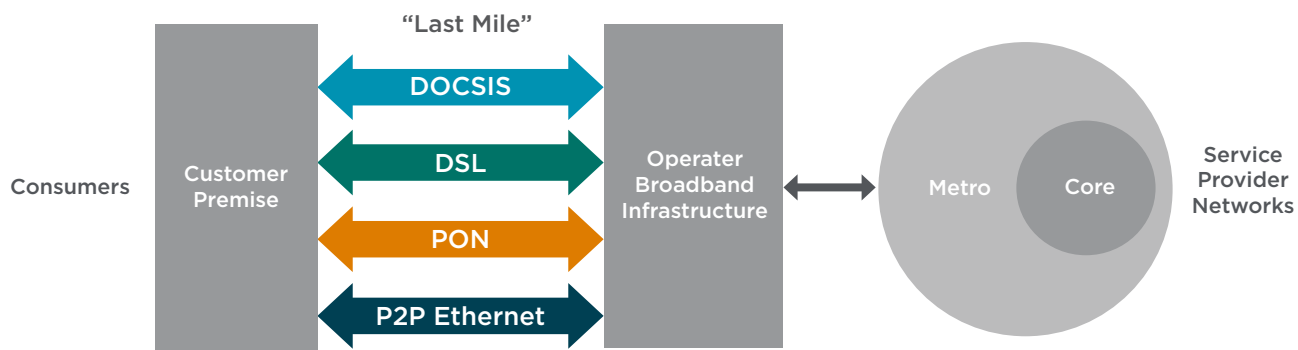 “Last Mile”
Consumers
Customer
Premise
DOCSIS
DSL
PON
P2P Ethernet
Operater
Broadband
Infrastructure
Metro
Core
Service
Provider
Networks